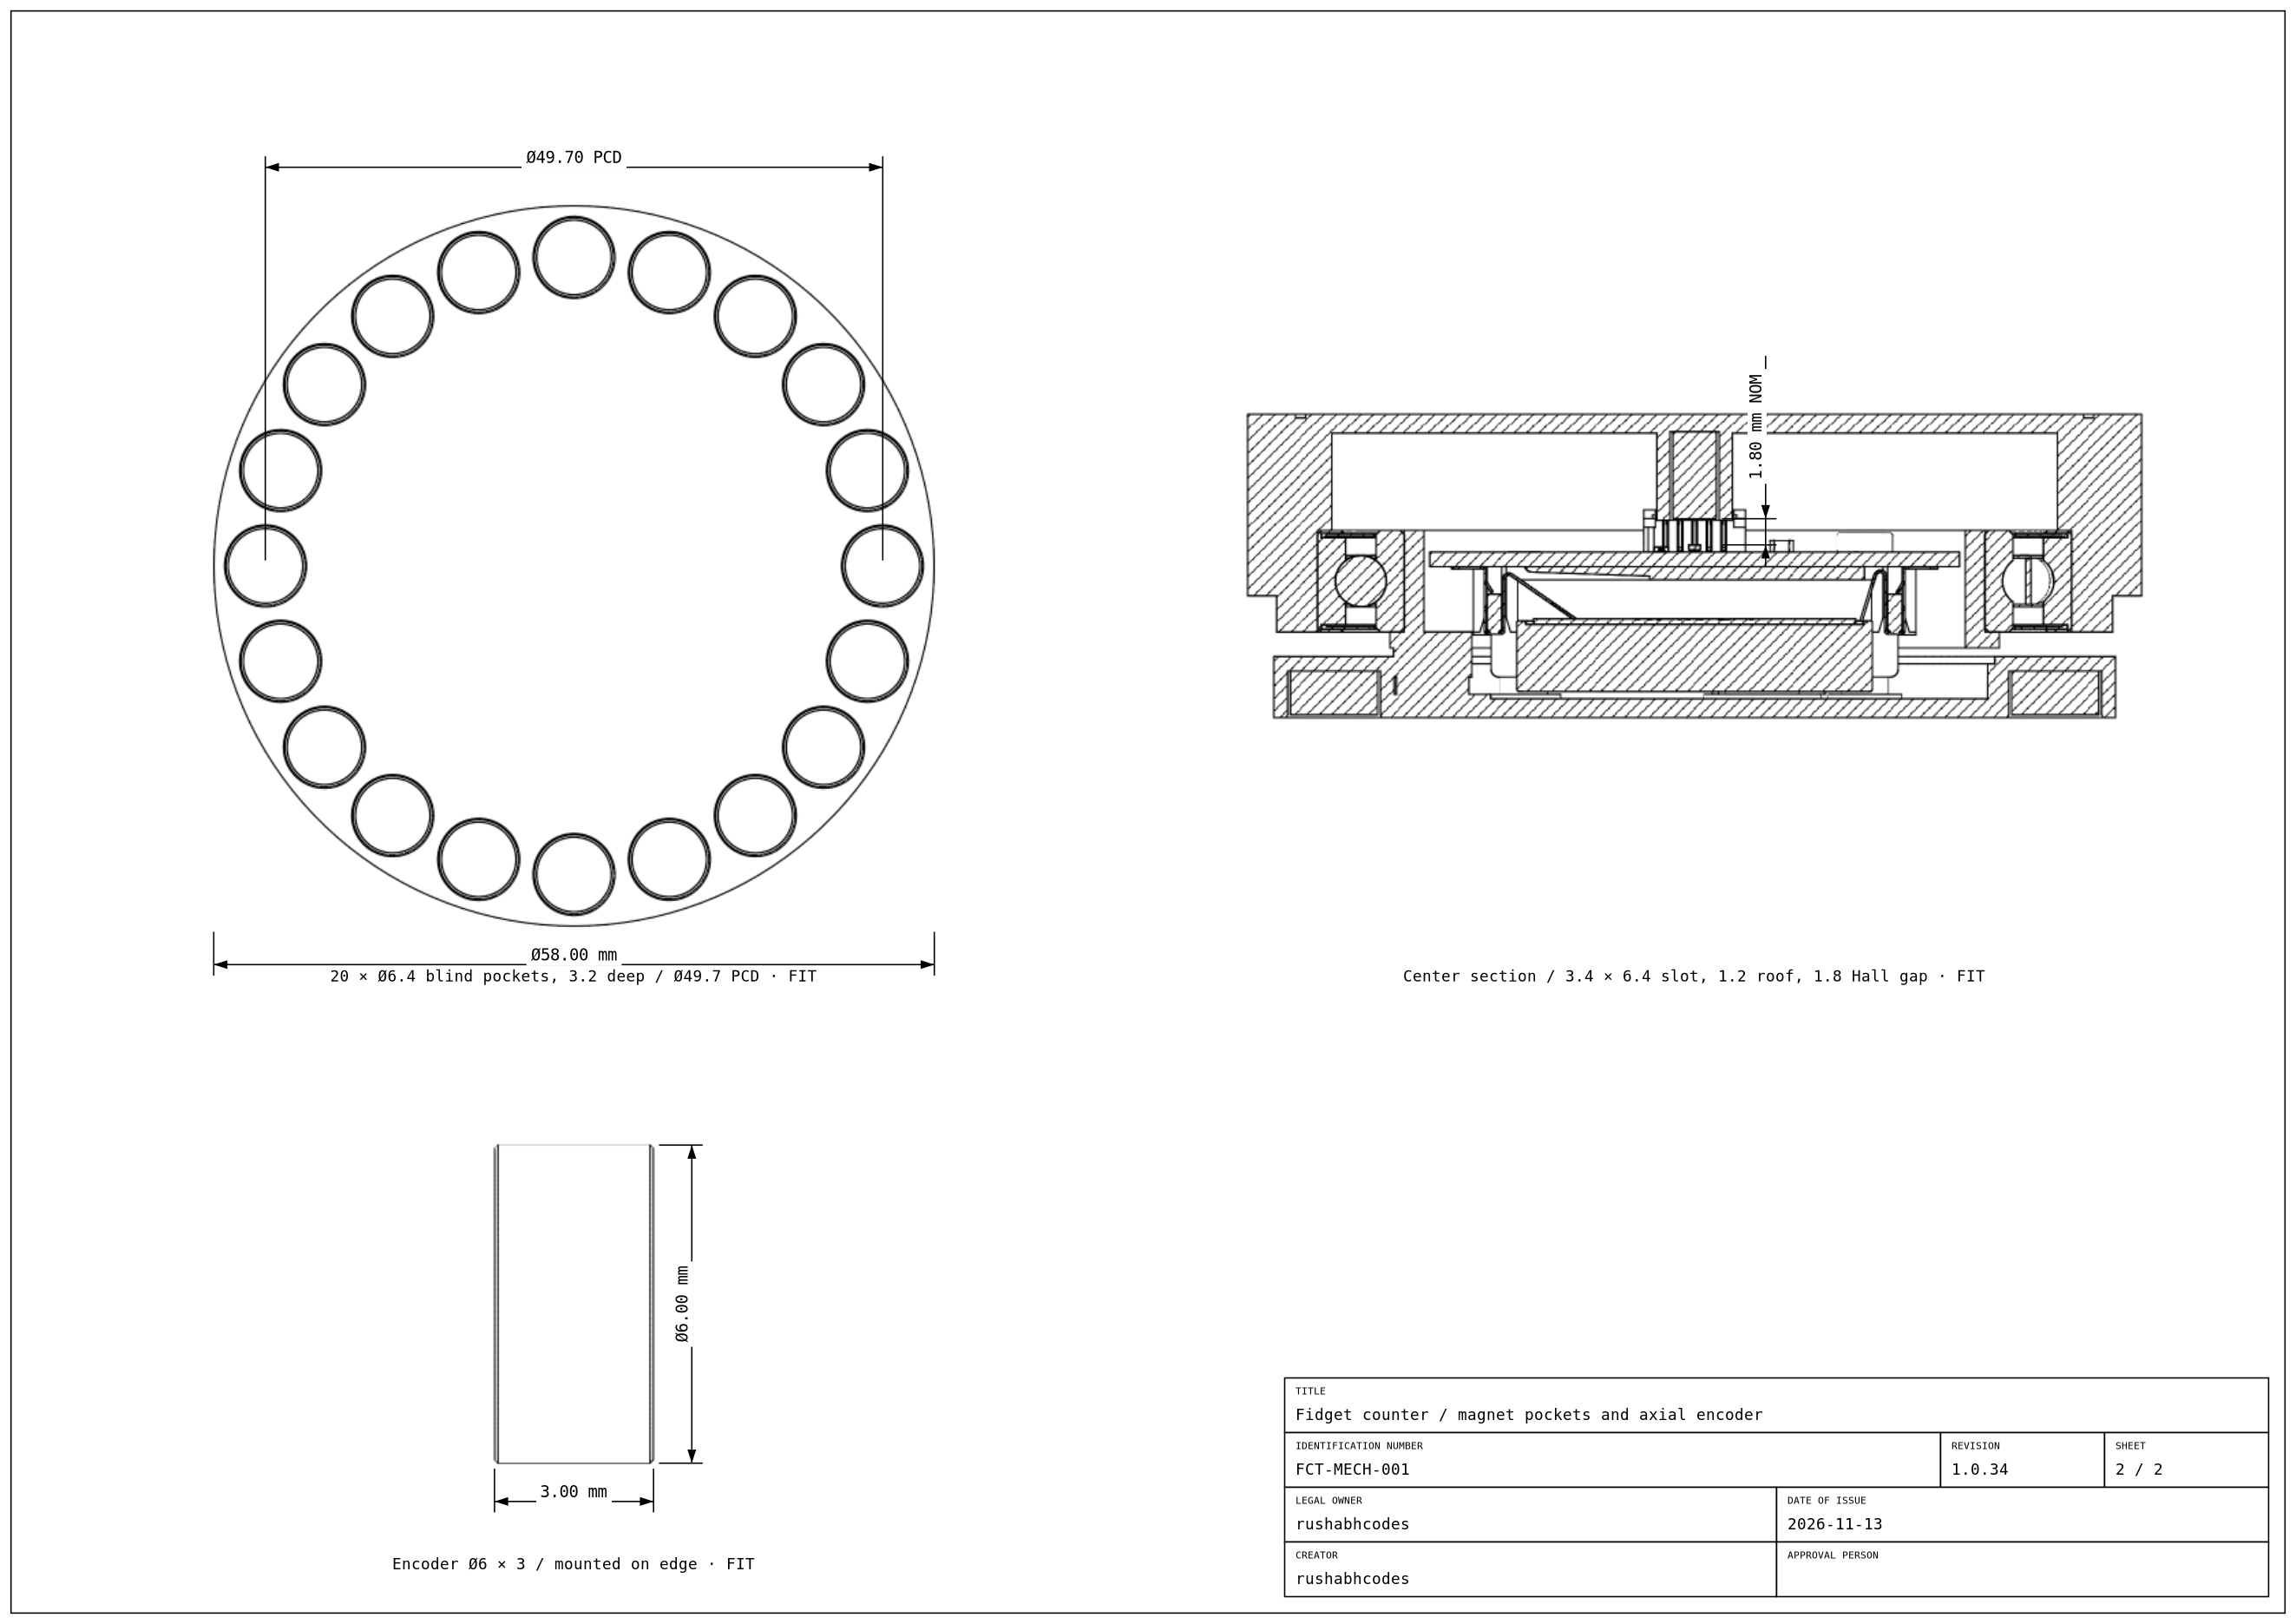 Ø49.70 PCD
Ø58.00 mm
20 × Ø6.4 blind pockets, 3.2 deep / Ø49.7 PCD · FIT
1.80 mm NOM
Center section / 3.4 × 6.4 slot, 1.2 roof, 1.8 Hall gap · FIT
Ø6.00 mm
3.00 mm
Encoder Ø6 × 3 / mounted on edge · FIT
TITLE
Fidget counter / magnet pockets and axial encoder
IDENTIFICATION NUMBER
FCT-MECH-001
REVISION
1.0.34
SHEET
2 / 2
LEGAL OWNER
rushabhcodes
DATE OF ISSUE
2026-11-13
CREATOR
rushabhcodes
APPROVAL PERSON